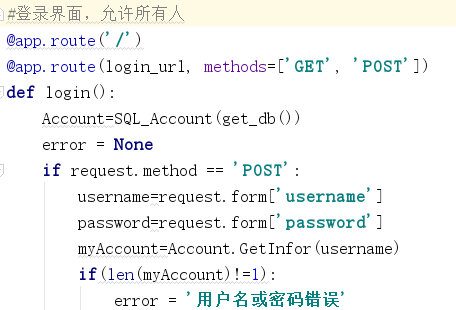 #登录界面，允许所有人
@app.route('/')
@app.route(login_url, methods=['GET', 'POST'])
def login():
    Account=SQL_Account(get_db())
    error = None
    if request.method == 'POST':
        username=request.form['username']
        password=request.form['password']
        myAccount=Account.GetInfor(username)
        if(len(myAccount)!=1):
            error = '用户名或密码错误'